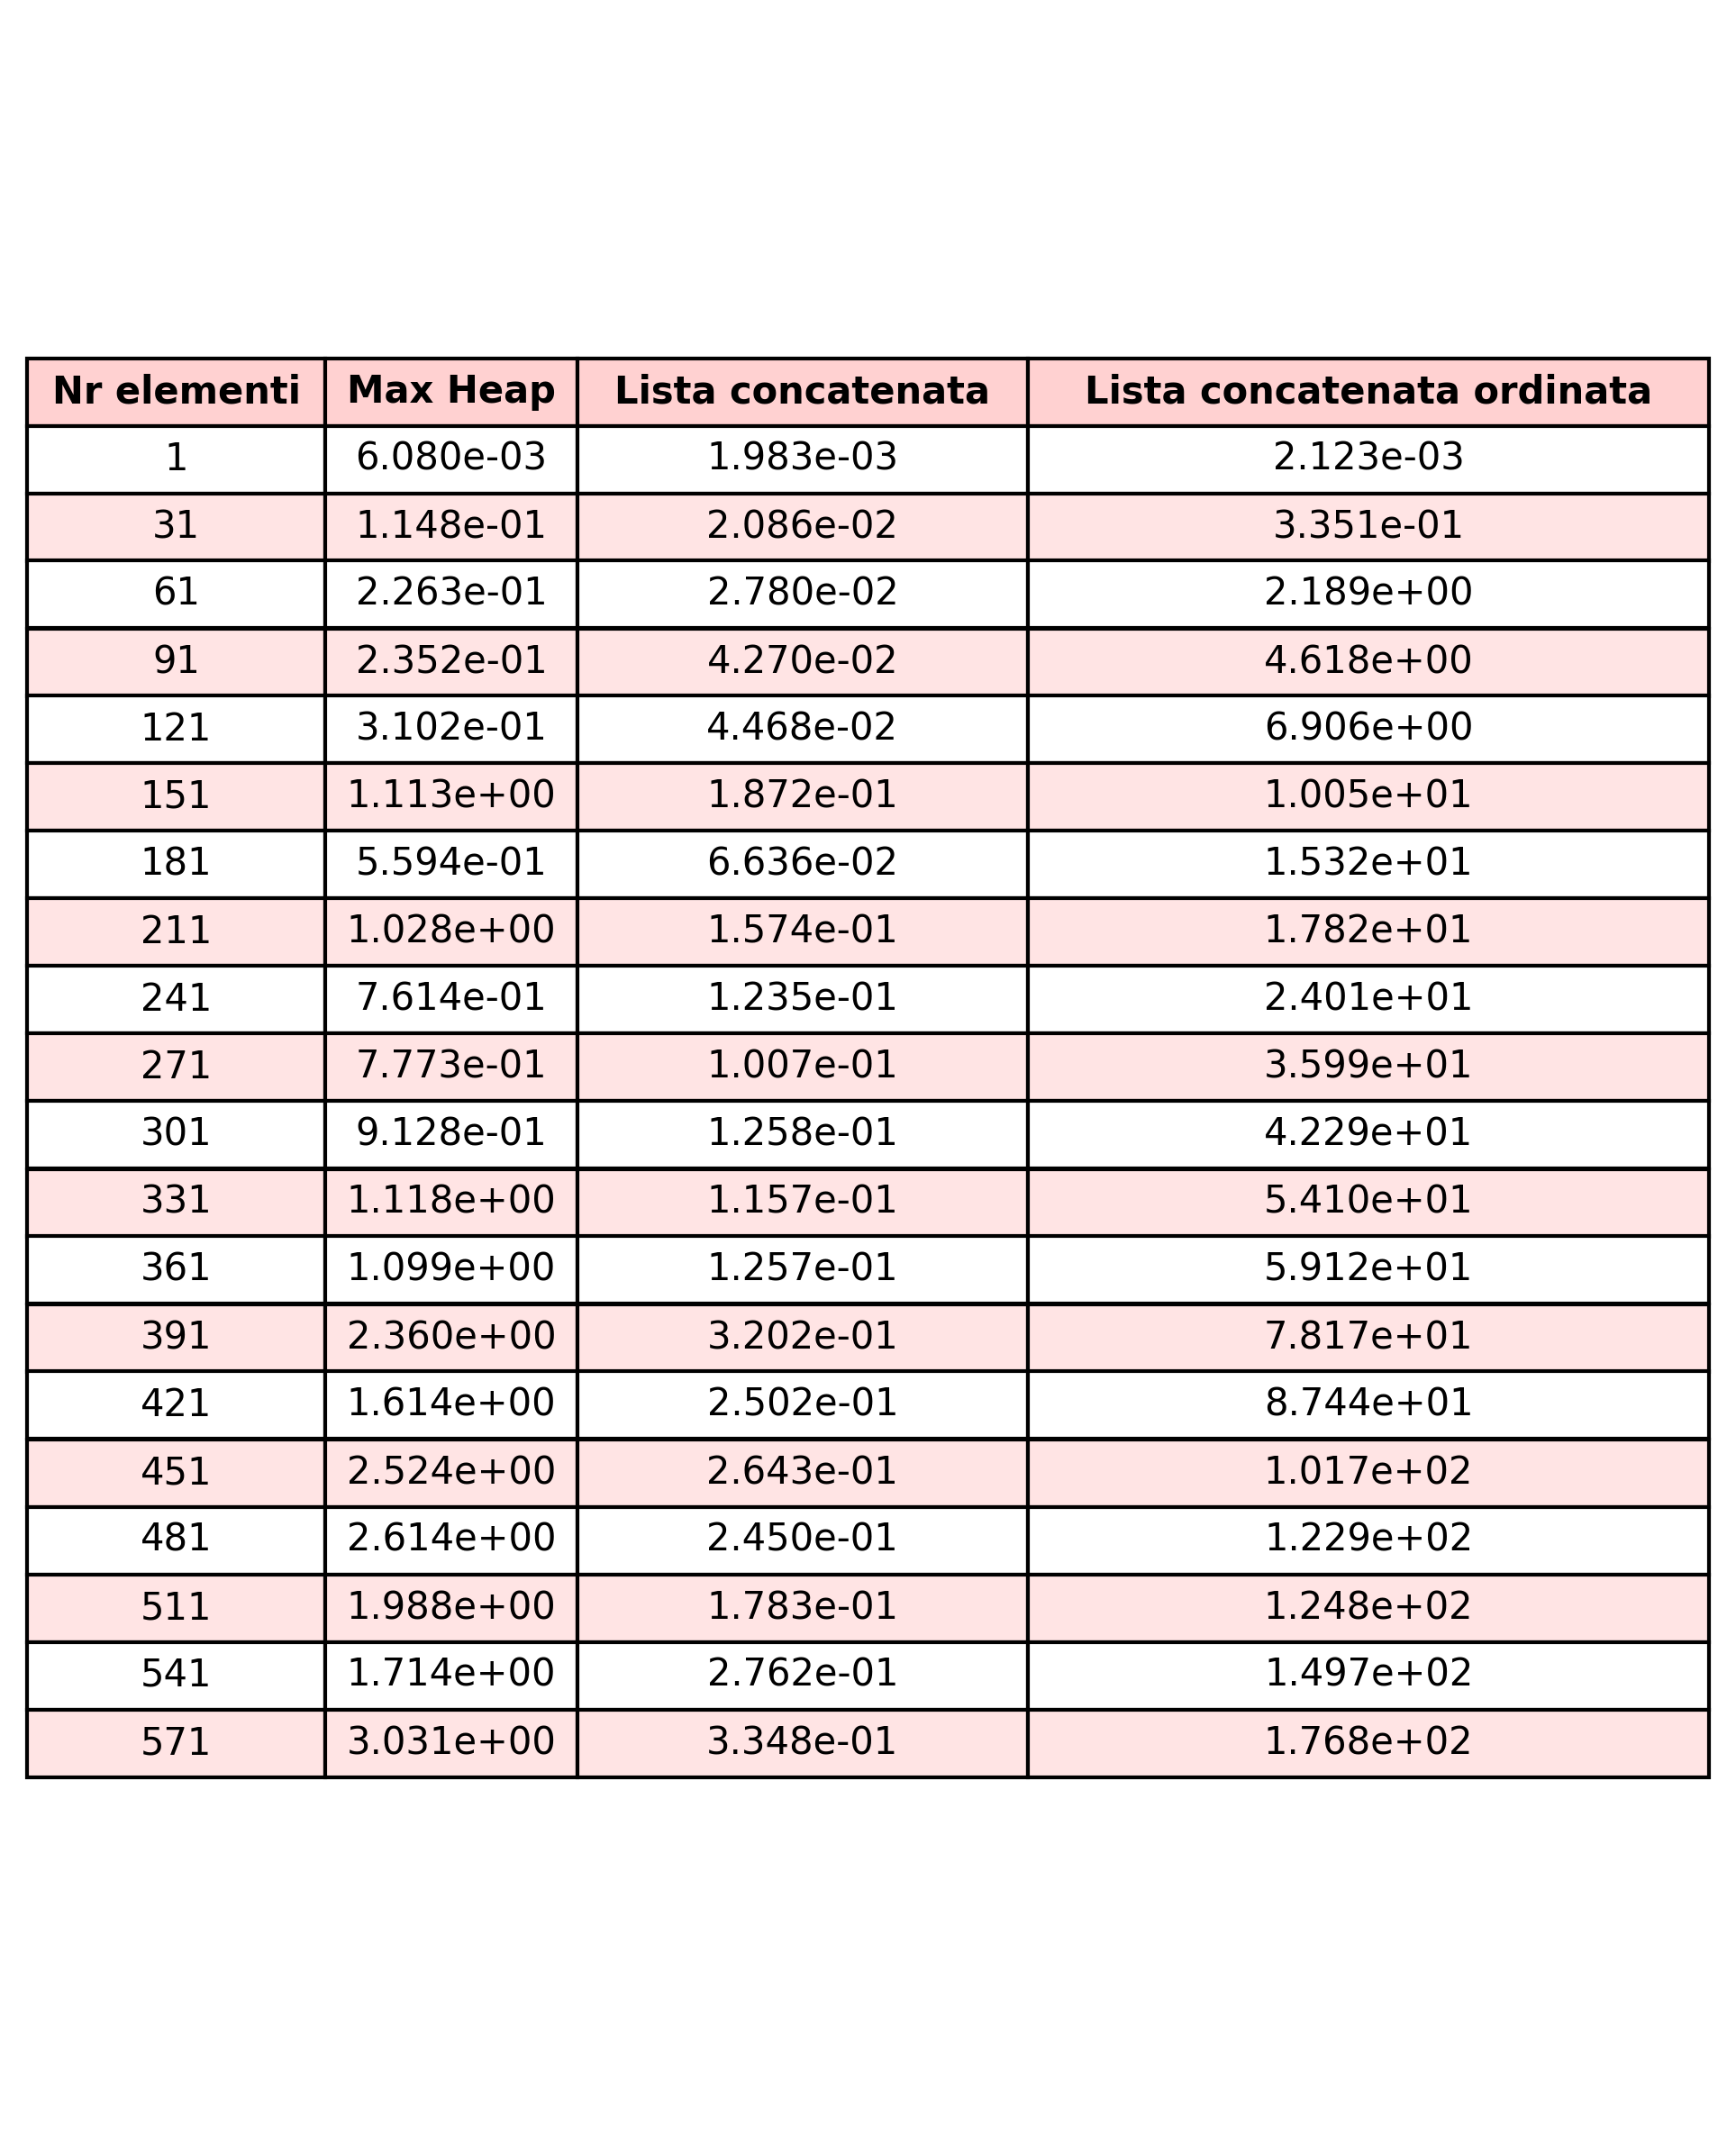 Nr elementi Max Heap Lista concatenata Lista concatenata ordinata
1 6.080e-03 1.983e-03 2.123e-03
31 1.148e-01 2.086e-02 3.351e-01
61 2.263e-01 2.780e-02 2.189e+00
91 2.352e-01 4.270e-02 4.618e+00
121 3.102e-01 4.468e-02 6.906e+00
151 1.113e+00 1.872e-01 1.005e+01
181 5.594e-01 6.636e-02 1.532e+01
211 1.028e+00 1.574e-01 1.782e+01
241 7.614e-01 1.235e-01 2.401e+01
271 7.773e-01 1.007e-01 3.599e+01
301 9.128e-01 1.258e-01 4.229e+01
331 1.118e+00 1.157e-01 5.410e+01
361 1.099e+00 1.257e-01 5.912e+01
391 2.360e+00 3.202e-01 7.817e+01
421 1.614e+00 2.502e-01 8.744e+01
451 2.524e+00 2.643e-01 1.017e+02
481 2.614e+00 2.450e-01 1.229e+02
511 1.988e+00 1.783e-01 1.248e+02
541 1.714e+00 2.762e-01 1.497e+02
571 3.031e+00 3.348e-01 1.768e+02